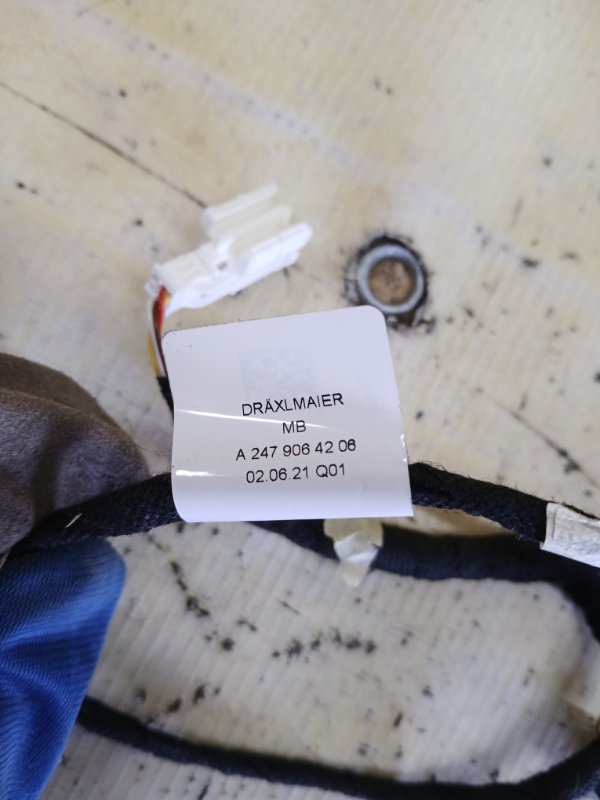 DRÄXLMAIER
MB
A 247 906 42 06
02.06.21 Q01